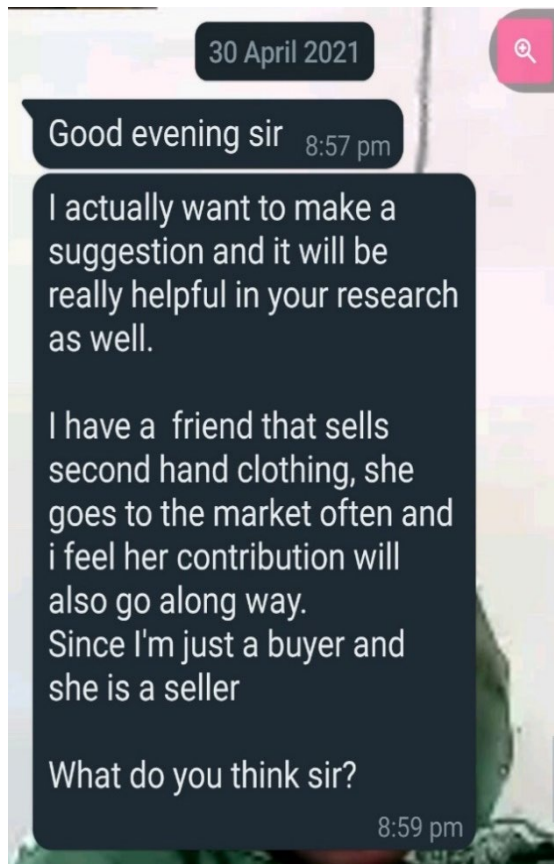 30 April 2021
Good evening sir 8:57 pm
I actually want to make a
suggestion and it will be
really helpful in your research
as well.
I have a  friend that sells
second hand clothing, she
goes to the market often and
i feel her contribution will
also go along way.
Since I'm just a buyer and
she is a seller
What do you think sir?
8:59 pm